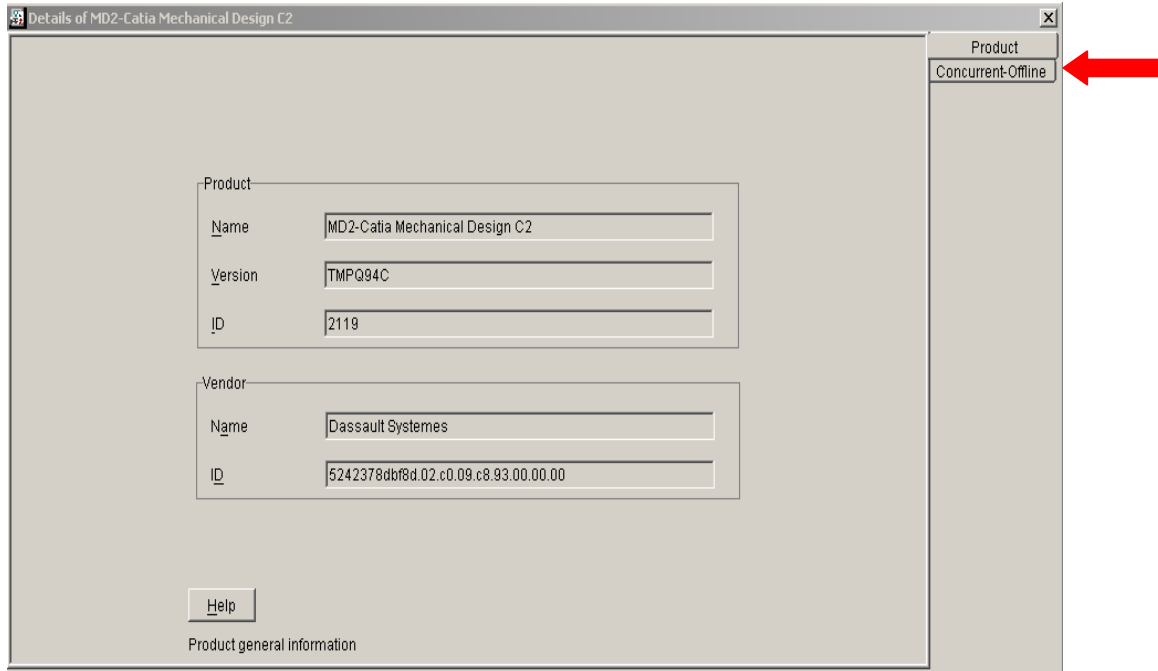 Details of MD2-Catia Mechanical Design C2
Product
Concurrent-Offline
Product
Name MD2-Catia Mechanical Design C2
Version TMPQ94C
ID 2119
Vendor
Name Dassault Systemes
ID 5242378dbf8d.02.c0.09.c8.93.00.00.00
Help
Product general information